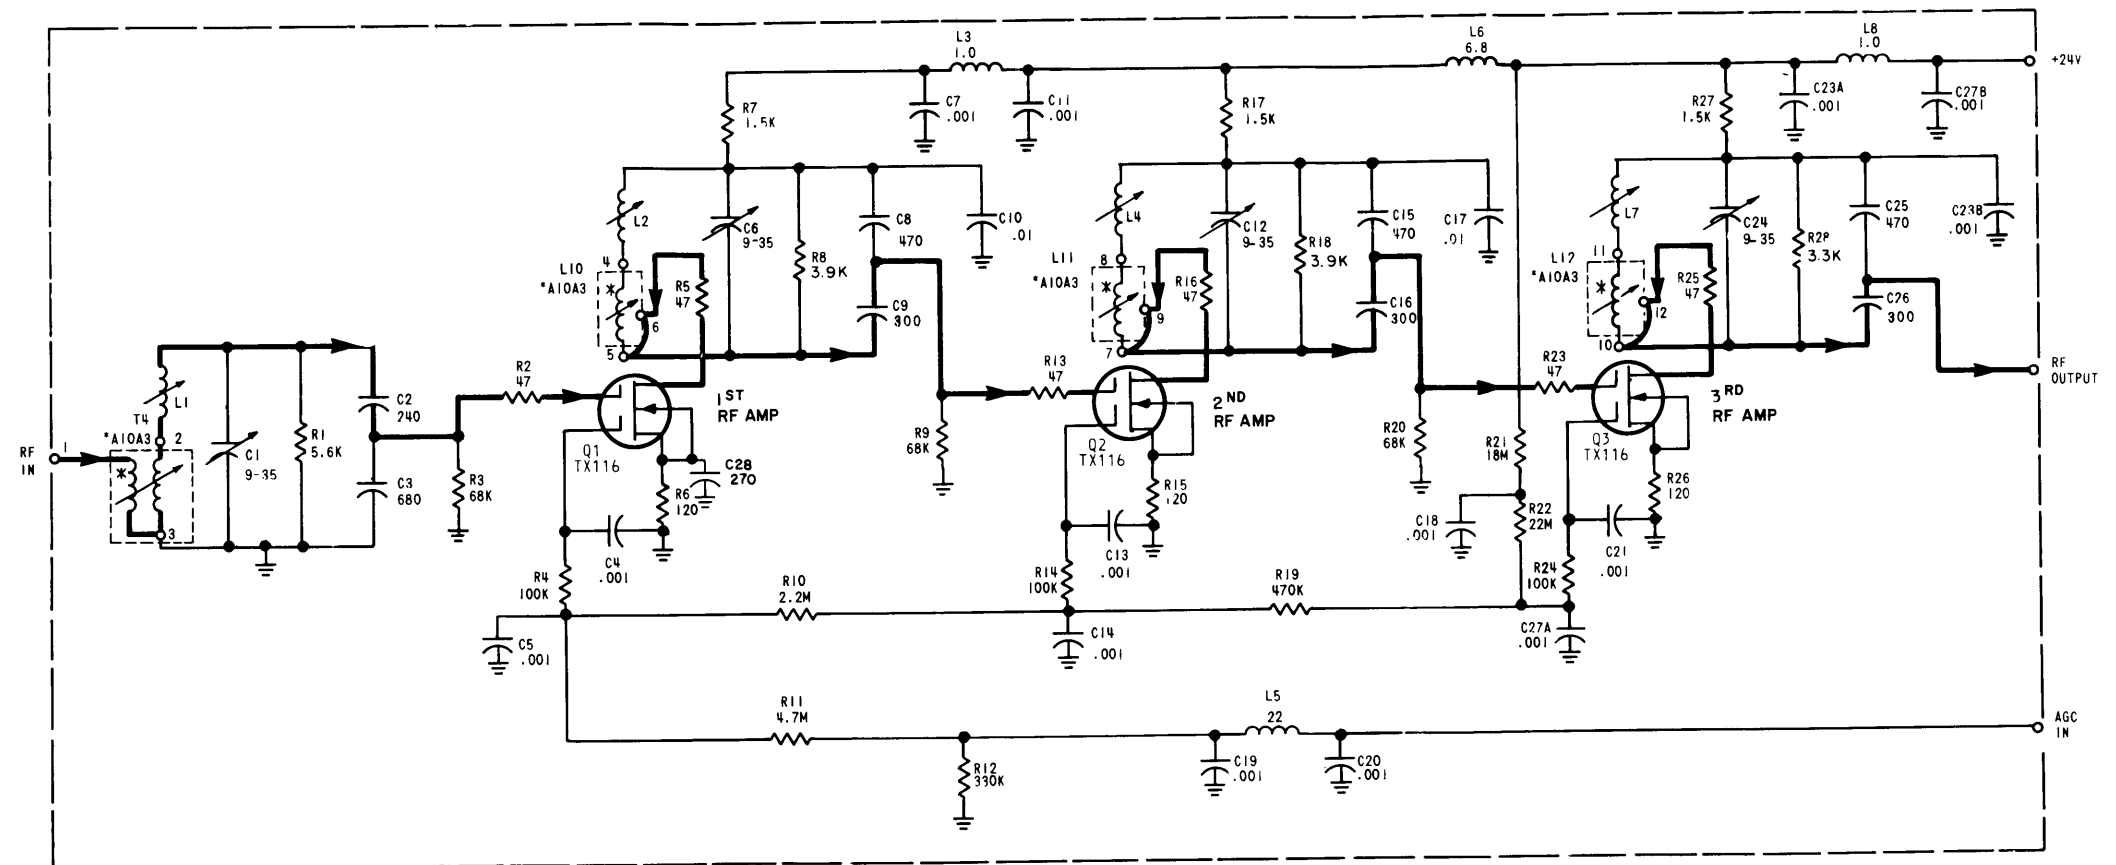 L3
1.0
L6
6.8
L8
1.0
+24V
C7
.001
C11
.001
C23A
.001
C27B
.001
R7
1.5K
R17
1.5K
R27
1.5K
L2
C6
9-35
R8
3.9K
C8
470
C10
.01
L4
C12
9-35
R18
3.9K
C15
470
C17
.01
L7
C24
9-35
R28
3.3K
C25
470
C23B
.001
4
L10
*A10A3
*
6
5
R5
47
C9
300
8
L11
*A10A3
*
9
7
R16
47
C16
300
11
L12
*A10A3
*
12
10
R25
47
C26
300
RF
OUTPUT
L1
T4
*A10A3
2
*
3
RF
IN
1
C1
9-35
R1
5.6K
C2
240
C3
680
R3
68K
R2
47
1ST
RF AMP
Q1
TX116
C28
270
R6
120
C4
.001
R4
100K
R9
68K
R13
47
2ND
RF AMP
Q2
TX116
R15
120
C13
.001
R14
100K
R20
68K
R23
47
3RD
RF AMP
Q3
TX116
R21
18M
R22
22M
C18
.001
R26
120
C21
.001
R24
100K
R10
2.2M
R19
470K
C5
.001
C14
.001
C27A
.001
R11
4.7M
L5
22
AGC
IN
R12
330K
C19
.001
C20
.001